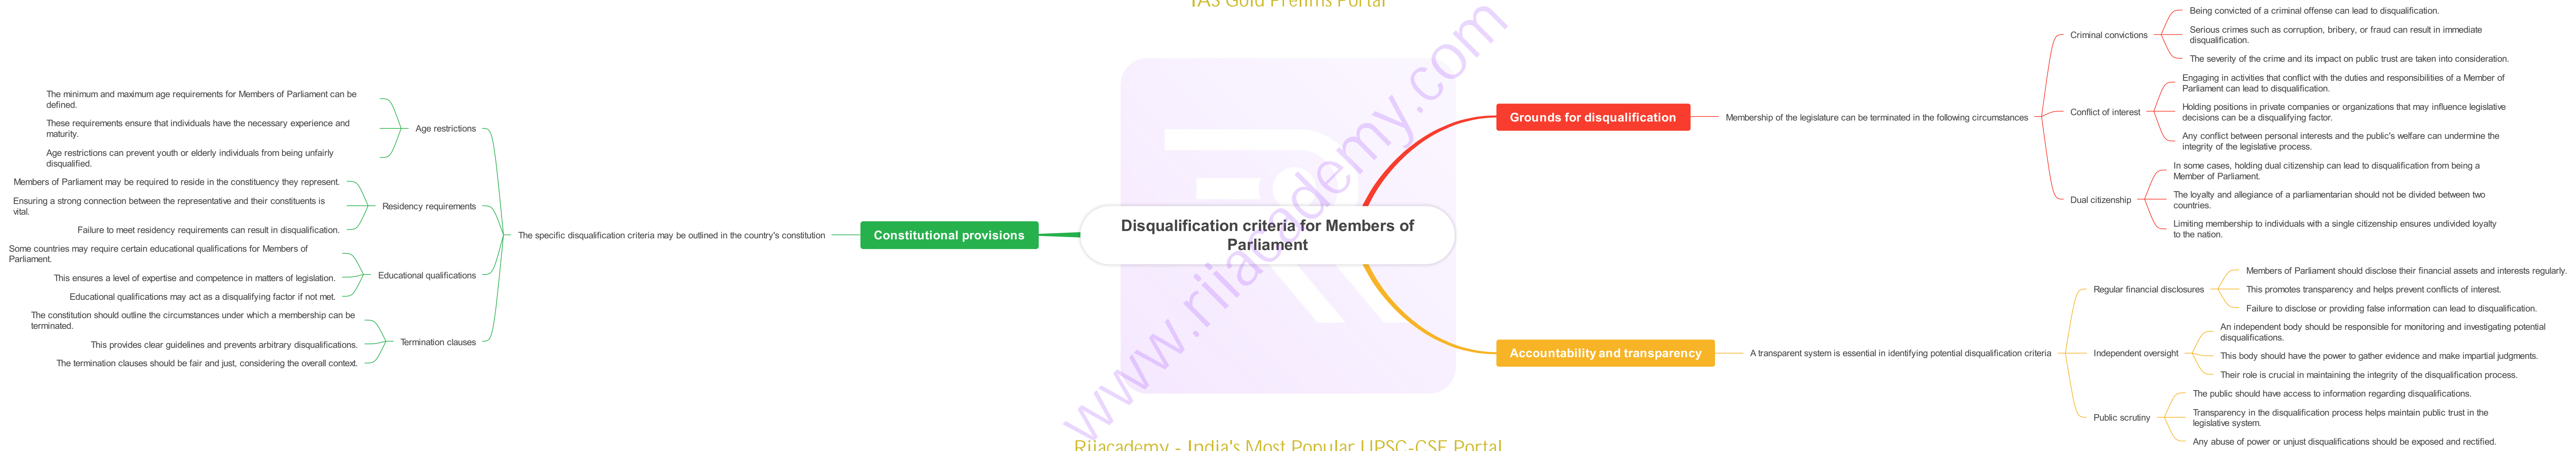 IAS Gold Prelims Portal
Disqualification criteria for Members of
Parliament
Grounds for disqualification
Membership of the legislature can be terminated in the following circumstances
Criminal convictions
Being convicted of a criminal offense can lead to disqualification.
Serious crimes such as corruption, bribery, or fraud can result in immediate
disqualification.
The severity of the crime and its impact on public trust are taken into consideration.
Conflict of interest
Engaging in activities that conflict with the duties and responsibilities of a Member of
Parliament can lead to disqualification.
Holding positions in private companies or organizations that may influence legislative
decisions can be a disqualifying factor.
Any conflict between personal interests and the public's welfare can undermine the
integrity of the legislative process.
Dual citizenship
In some cases, holding dual citizenship can lead to disqualification from being a
Member of Parliament.
The loyalty and allegiance of a parliamentarian should not be divided between two
countries.
Limiting membership to individuals with a single citizenship ensures undivided loyalty
to the nation.
Accountability and transparency
A transparent system is essential in identifying potential disqualification criteria
Regular financial disclosures
Members of Parliament should disclose their financial assets and interests regularly.
This promotes transparency and helps prevent conflicts of interest.
Failure to disclose or providing false information can lead to disqualification.
Independent oversight
An independent body should be responsible for monitoring and investigating potential
disqualifications.
This body should have the power to gather evidence and make impartial judgments.
Their role is crucial in maintaining the integrity of the disqualification process.
Public scrutiny
The public should have access to information regarding disqualifications.
Transparency in the disqualification process helps maintain public trust in the
legislative system.
Any abuse of power or unjust disqualifications should be exposed and rectified.
Constitutional provisions
The specific disqualification criteria may be outlined in the country's constitution
Age restrictions
The minimum and maximum age requirements for Members of Parliament can be
defined.
These requirements ensure that individuals have the necessary experience and
maturity.
Age restrictions can prevent youth or elderly individuals from being unfairly
disqualified.
Residency requirements
Members of Parliament may be required to reside in the constituency they represent.
Ensuring a strong connection between the representative and their constituents is
vital.
Failure to meet residency requirements can result in disqualification.
Educational qualifications
Some countries may require certain educational qualifications for Members of
Parliament.
This ensures a level of expertise and competence in matters of legislation.
Educational qualifications may act as a disqualifying factor if not met.
Termination clauses
The constitution should outline the circumstances under which a membership can be
terminated.
This provides clear guidelines and prevents arbitrary disqualifications.
The termination clauses should be fair and just, considering the overall context.
www.rijiacademy.com
Rijacademy - India's Most Popular UPSC-CSE Portal